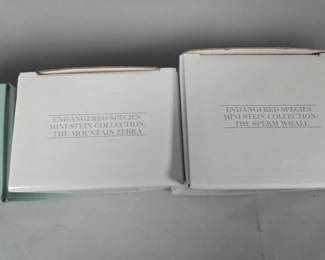 ENDANGERED SPECIES
MINI STEIN COLLECTION:
THE MOUNTAIN ZEBRA
ENDANGERED SPECIES
MINI STEIN COLLECTION:
THE SPERM WHALE